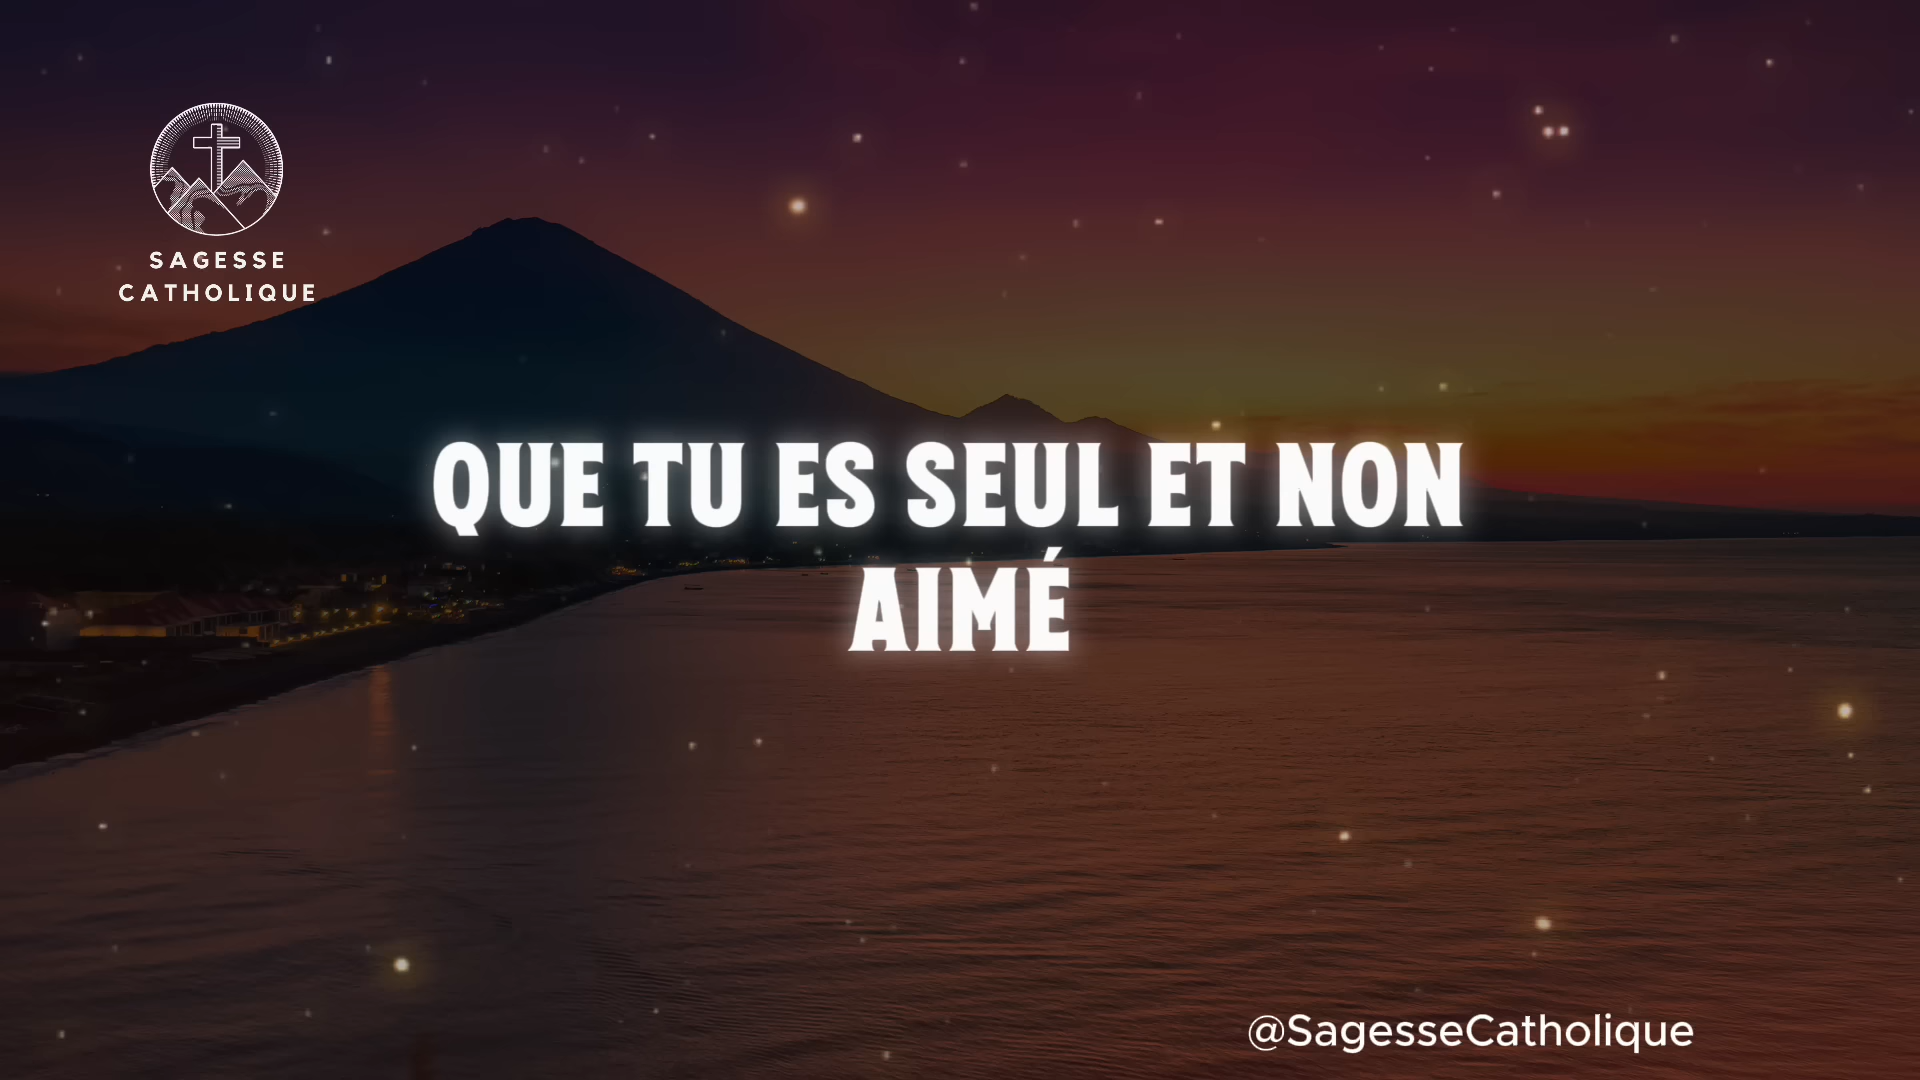 SAGESSE
CATHOLIQUE
QUE TU ES SEUL ET NON
AIMÉ
@SagesseCatholique